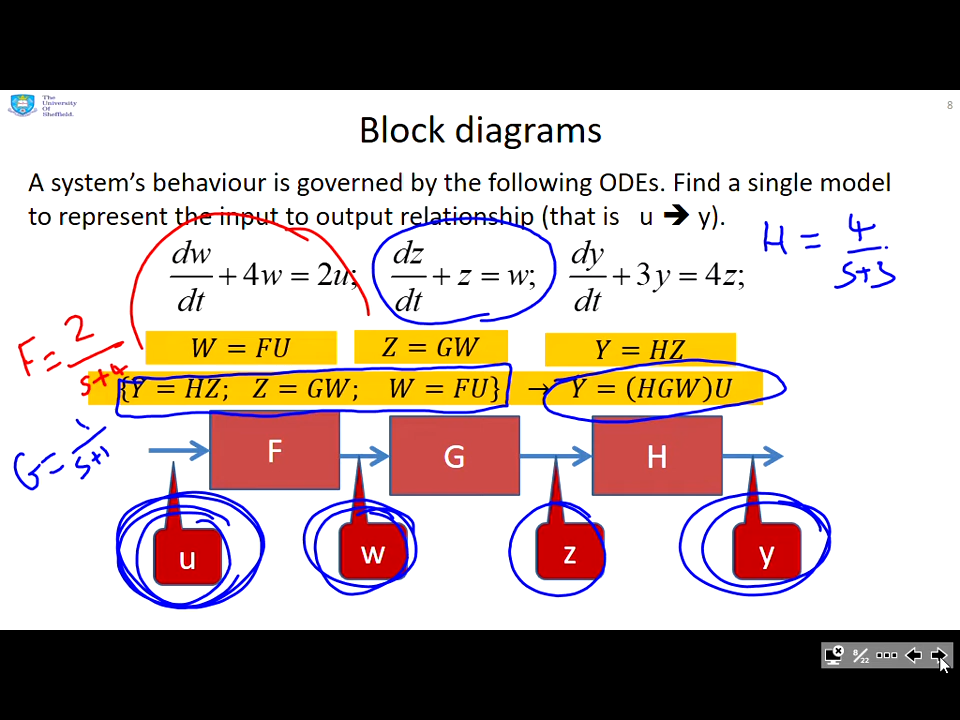 The
University
Of
Sheffield.
8
Block diagrams
A system's behaviour is governed by the following ODEs. Find a single model
to represent the input to output relationship (that is u 🡺 y).
H = 4/(s+3)
dw/dt + 4w = 2u; dz/dt + z = w; dy/dt + 3y = 4z;
W = FU Z = GW Y = HZ
F = 2/(s+4)
{Y = HZ; Z = GW; W = FU} → Y = (HGW)U
G = 1/(s+1)
F G H
u w z y
8/22